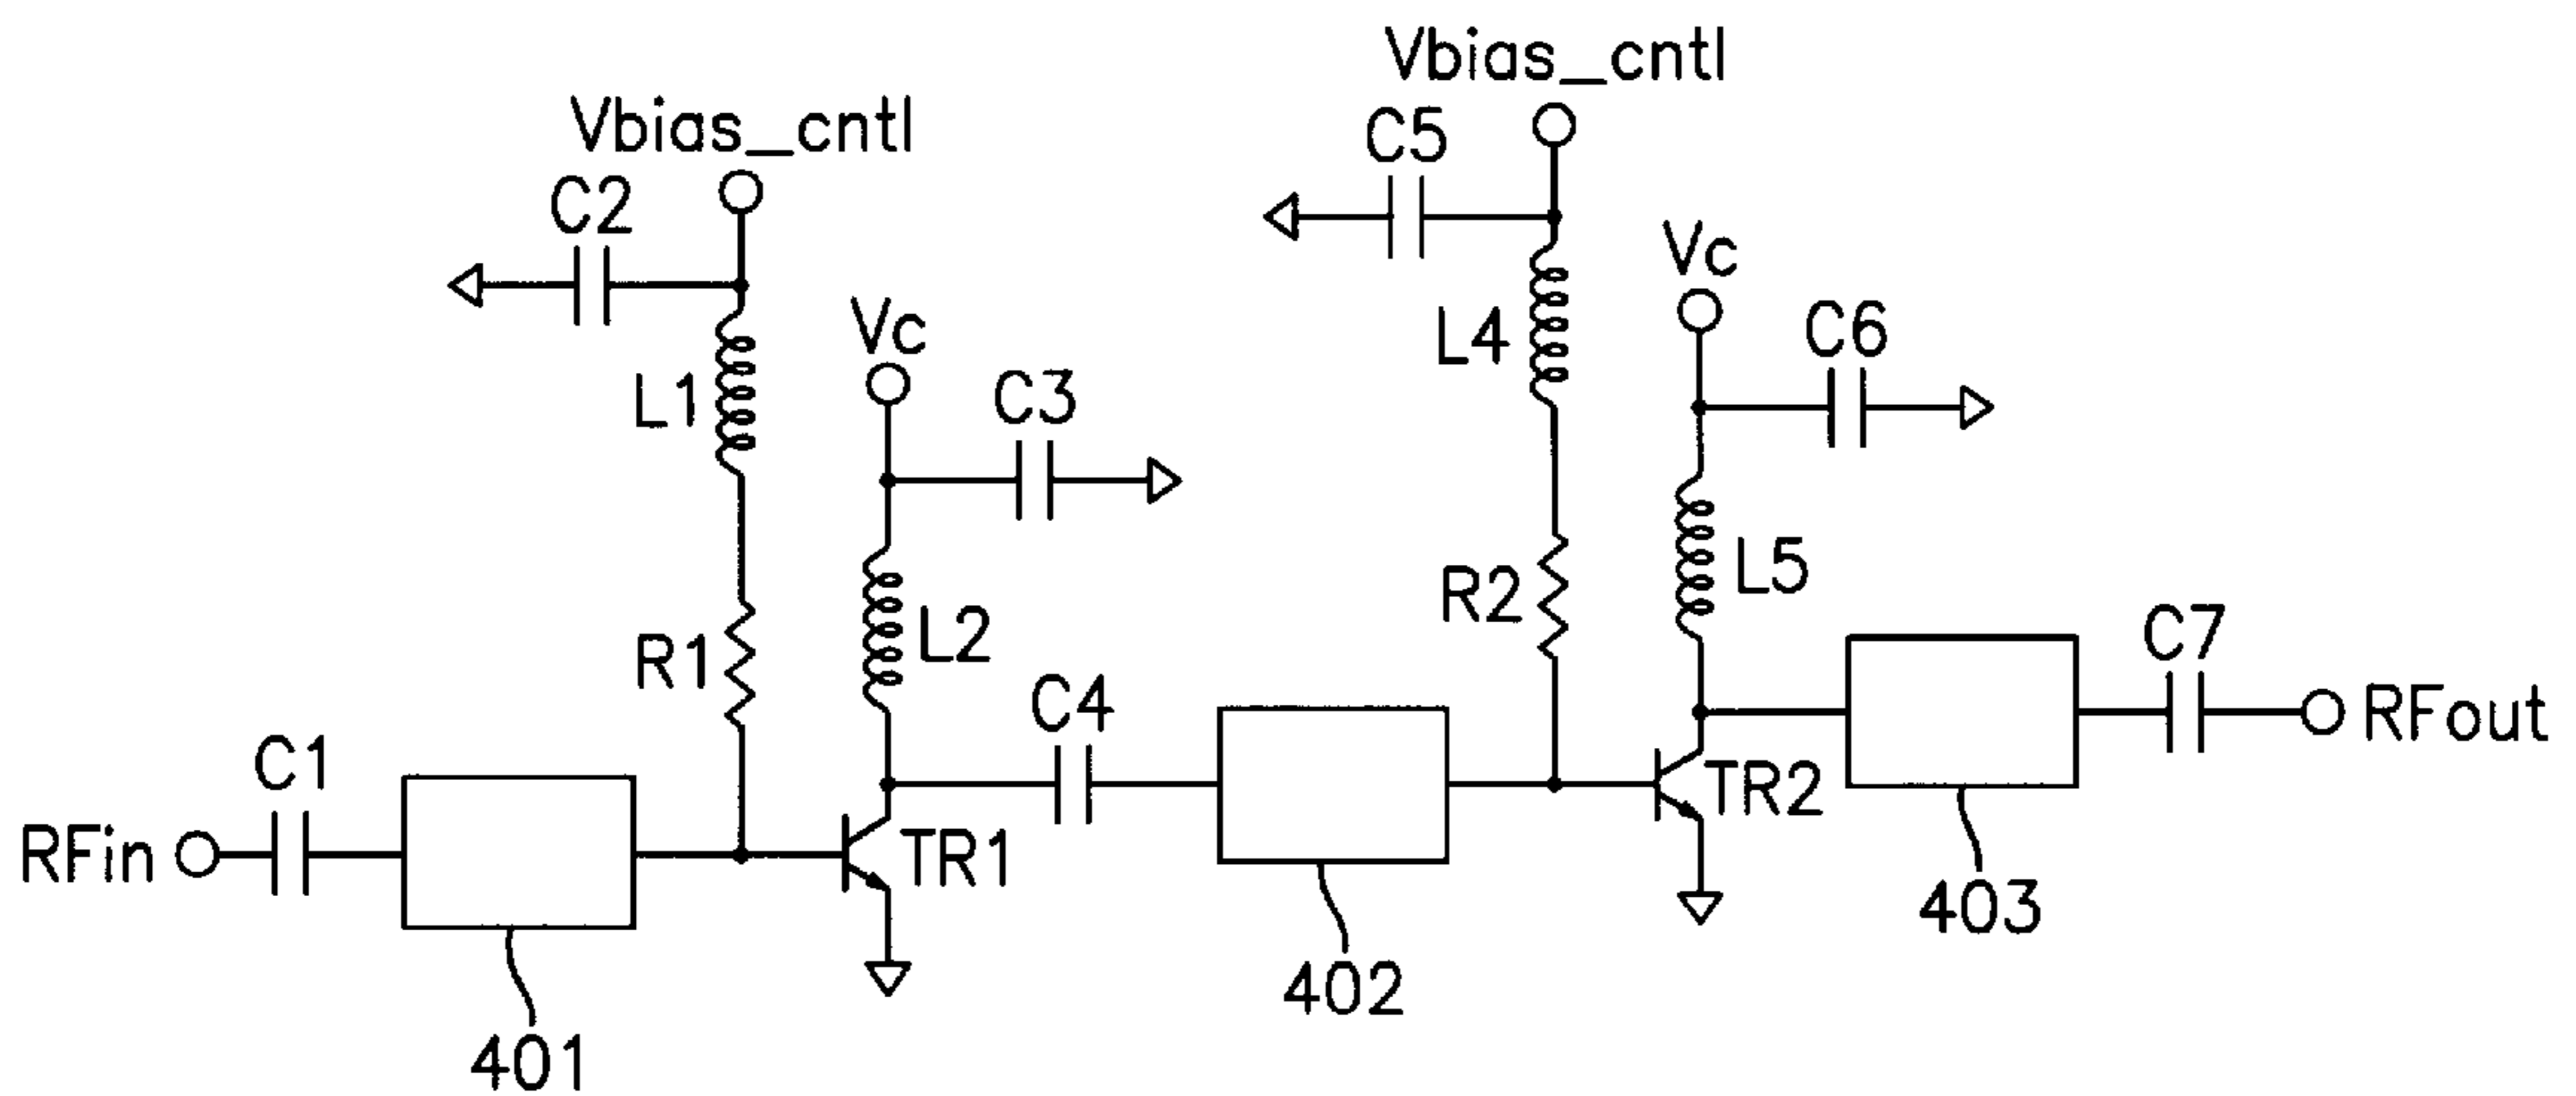 Vbias_cntl
Vbias_cntl
C5
C2
Vc
Vc
C6
L4
L1
C3
L5
R2
L2
R1
C7
C4
RFout
C1
TR2
RFin
TR1
403
402
401